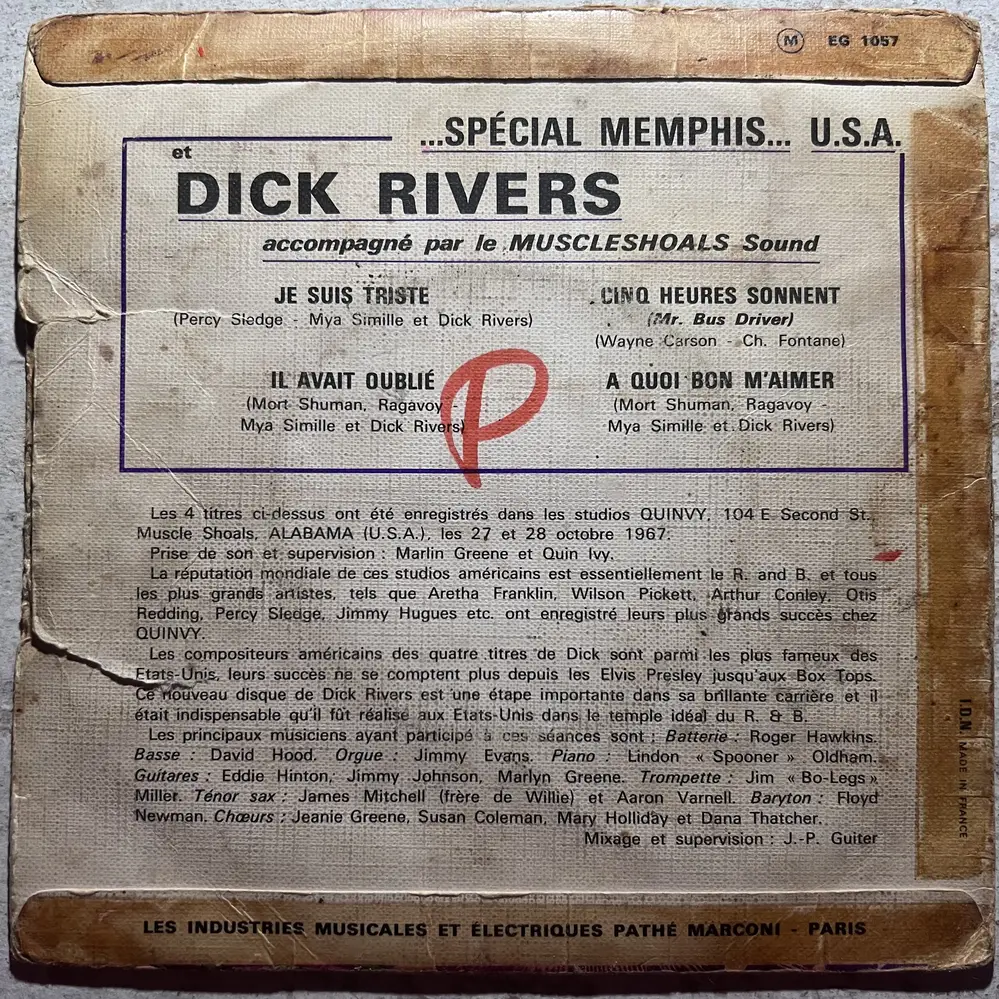 M EG 1057
...SPÉCIAL MEMPHIS... U.S.A.
et
DICK RIVERS
accompagné par le MUSCLESHOALS Sound
JE SUIS TRISTE
(Percy Sledge - Mya Simille et Dick Rivers)
CINQ HEURES SONNENT
(Mr. Bus Driver)
(Wayne Carson - Ch. Fontane)
IL AVAIT OUBLIÉ
(Mort Shuman, Ragavoy -
Mya Simille et Dick Rivers)
A QUOI BON M'AIMER
(Mort Shuman, Ragavoy -
Mya Simille et Dick Rivers)
P
Les 4 titres ci-dessus ont été enregistrés dans les studios QUINVY, 104 E Second St.,
Muscle Shoals, ALABAMA (U.S.A.), les 27 et 28 octobre 1967:
Prise de son et supervision : Marlin Greene et Quin Ivy.
La réputation mondiale de ces studios américains est essentiellement le R. and B. et tous
les plus grands artistes, tels que Aretha Franklin, Wilson Pickett, Arthur Conley, Otis
Redding, Percy Sledge, Jimmy Hugues etc. ont enregistré leurs plus grands succès chez
QUINVY.
Les compositeurs américains des quatre titres de Dick sont parmi les plus fameux des
Etats-Unis, leurs succès ne se comptent plus depuis les Elvis Presley jusqu'aux Box Tops.
Ce nouveau disque de Dick Rivers est une étape importante dans sa brillante carrière et il
était indispensable qu'il fût réalisé aux Etats-Unis dans le temple idéal du R. & B.
Les principaux musiciens ayant participé à ces séances sont : Batterie : Roger Hawkins.
Basse : David Hood. Orgue : Jimmy Evans. Piano : Lindon « Spooner » Oldham.
Guitares : Eddie Hinton, Jimmy Johnson, Marlyn Greene. Trompette : Jim « Bo-Legs »
Miller. Ténor sax : James Mitchell (frère de Willie) et Aaron Varnell. Baryton : Floyd
Newman. Chœurs : Jeanie Greene, Susan Coleman, Mary Holliday et Dana Thatcher.
Mixage et supervision : J.-P. Guiter
I.D.N. MADE IN FRANCE
LES INDUSTRIES MUSICALES ET ÉLECTRIQUES PATHÉ MARCONI - PARIS